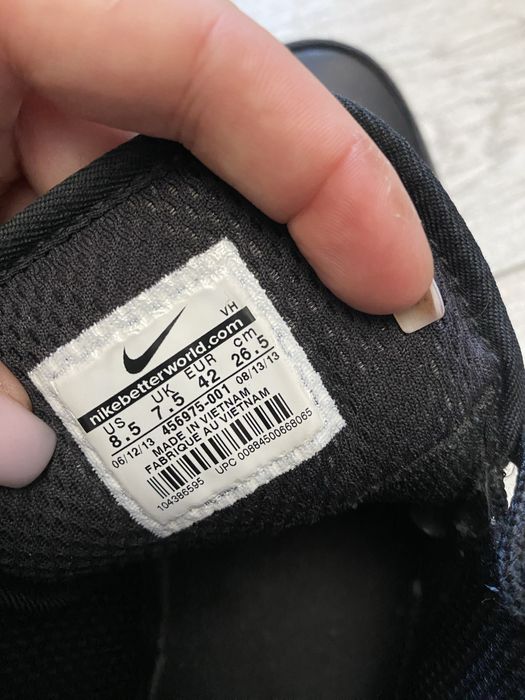 VH
nikebetterworld.com
US UK EUR cm
8.5 7.5 42 26.5
06/12/13 456975-001 08/13/13
MADE IN VIETNAM
FABRIQUE AU VIETNAM
104386595 UPC 00884500668065